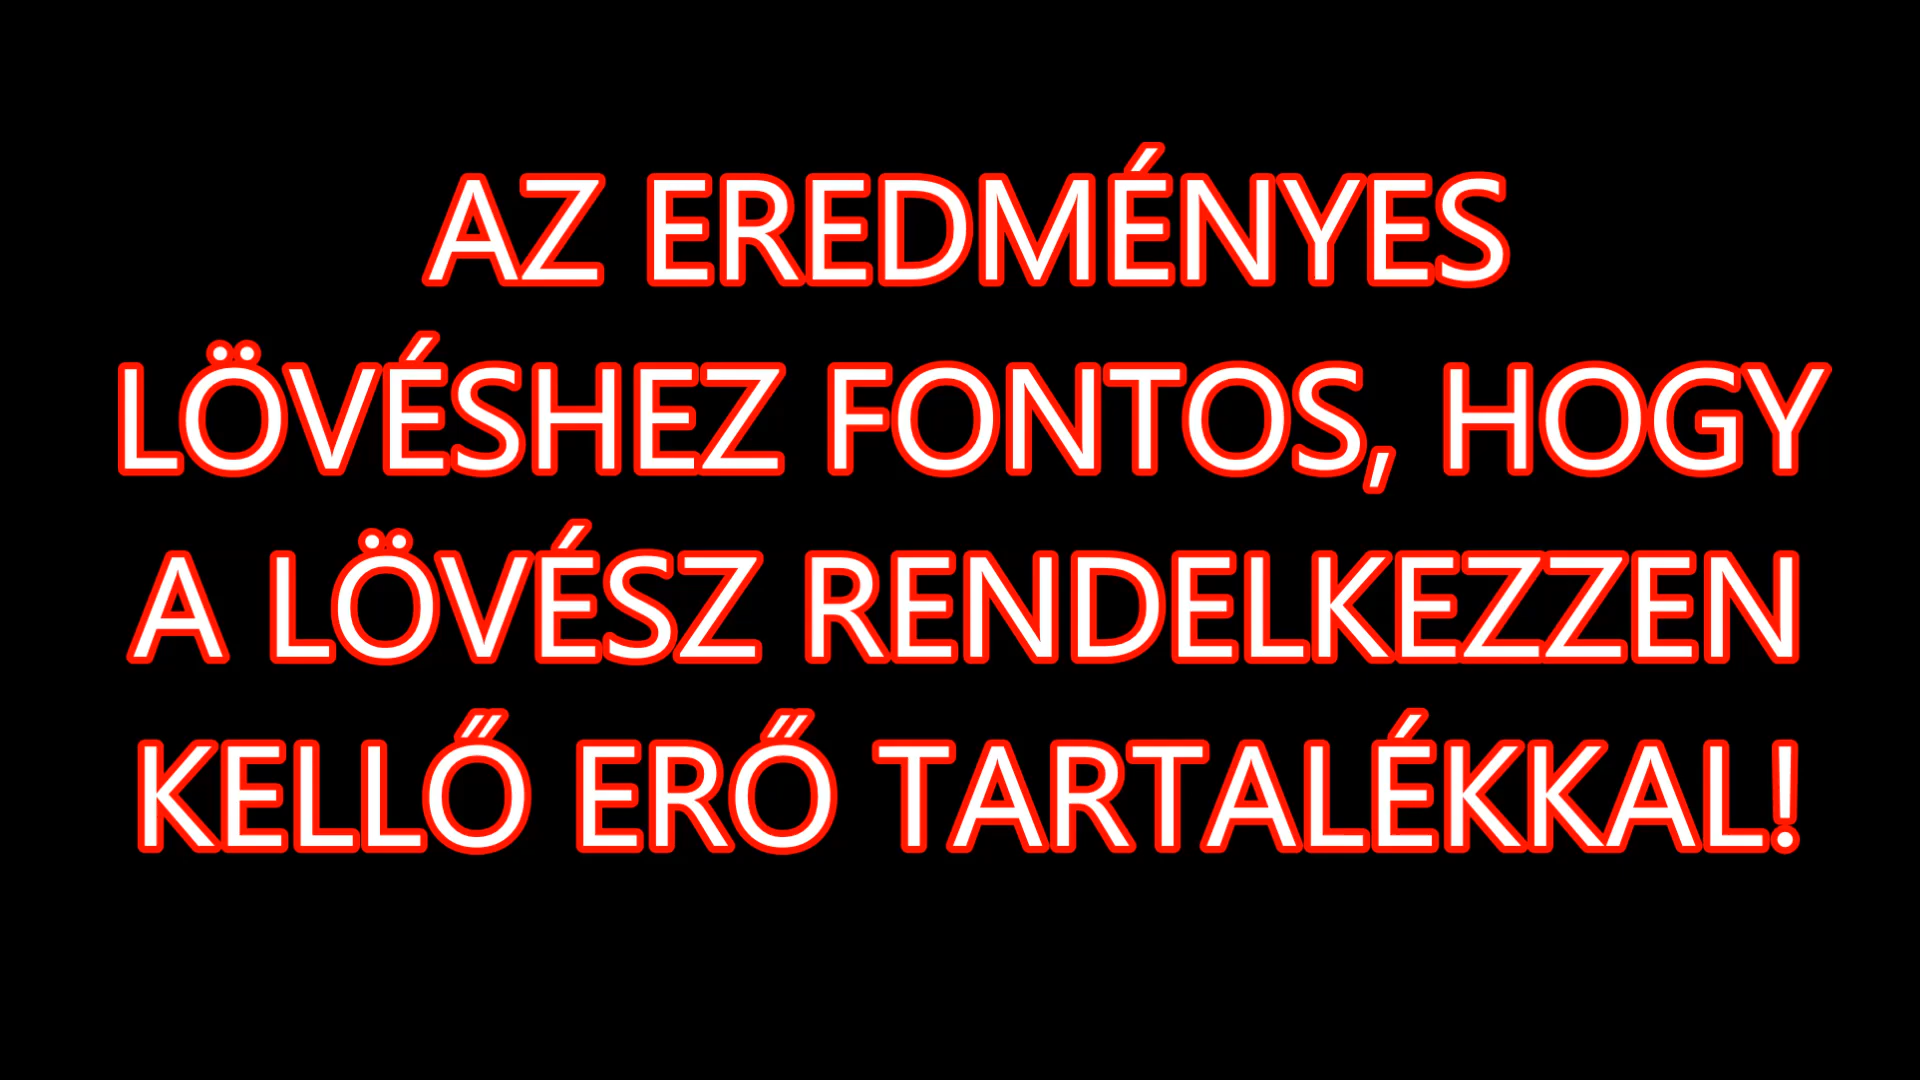 AZ EREDMÉNYES
LÖVÉSHEZ FONTOS, HOGY
A LÖVÉSZ RENDELKEZZEN
KELLŐ ERŐ TARTALÉKKAL!